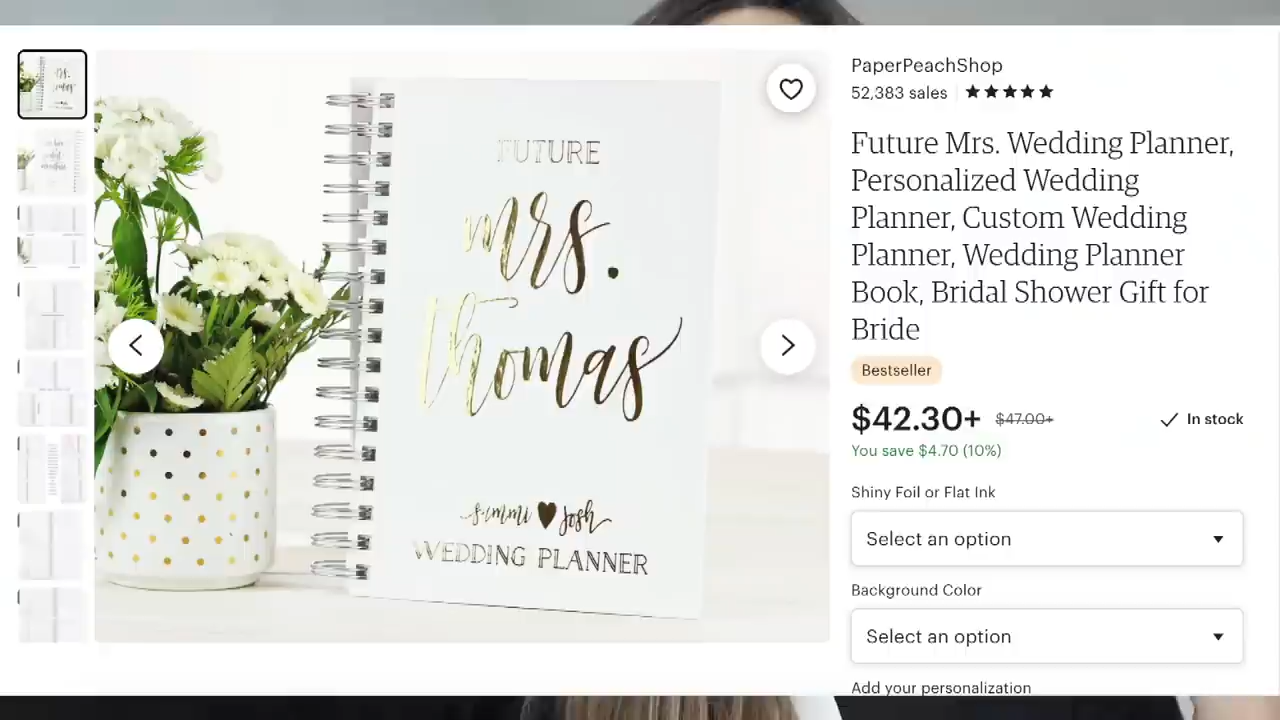 FUTURE
mrs.
thomas
simmi josh
WEDDING PLANNER
PaperPeachShop
52,383 sales
Future Mrs. Wedding Planner,
Personalized Wedding
Planner, Custom Wedding
Planner, Wedding Planner
Book, Bridal Shower Gift for
Bride
Bestseller
$42.30+ $47.00+ In stock
You save $4.70 (10%)
Shiny Foil or Flat Ink
Select an option
Background Color
Select an option
Add your personalization